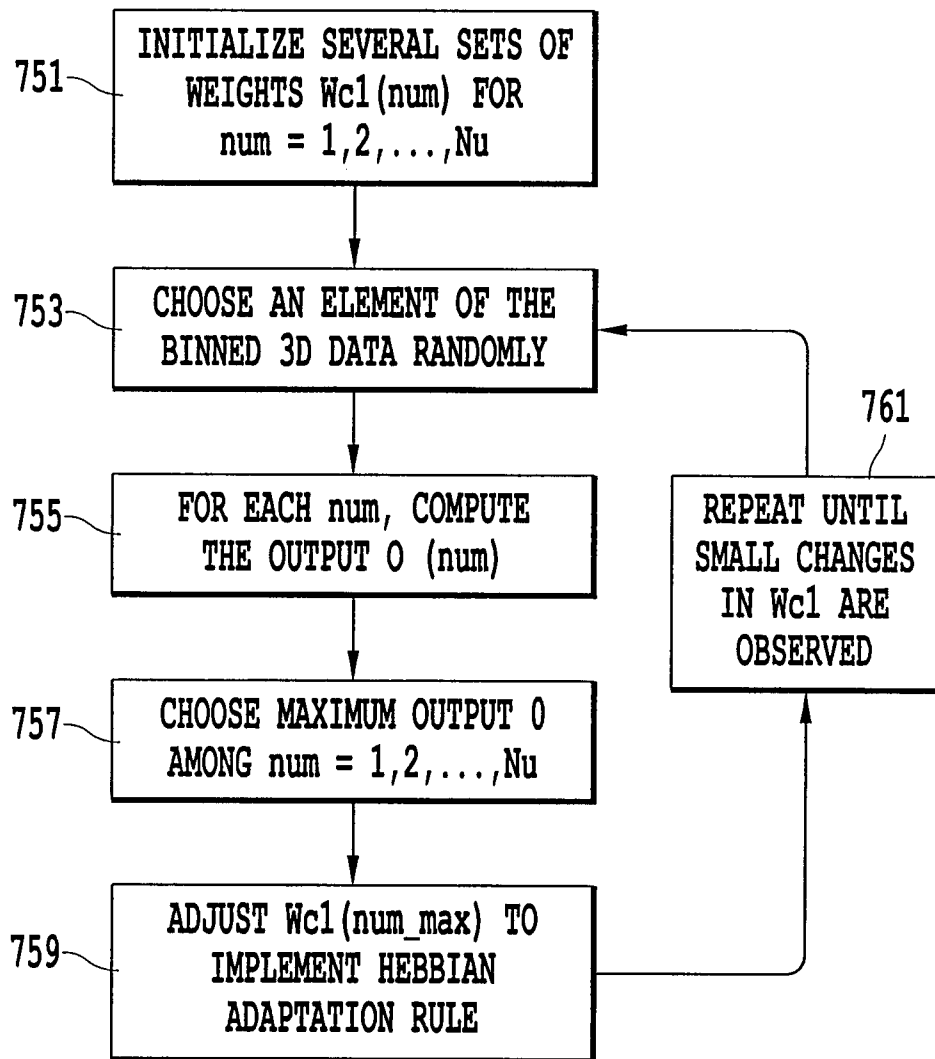 751
INITIALIZE SEVERAL SETS OF
WEIGHTS Wc1(num) FOR
num = 1,2,...,Nu
753
CHOOSE AN ELEMENT OF THE
BINNED 3D DATA RANDOMLY
755
FOR EACH num, COMPUTE
THE OUTPUT O (num)
757
CHOOSE MAXIMUM OUTPUT O
AMONG num = 1,2,...,Nu
759
ADJUST Wc1(num_max) TO
IMPLEMENT HEBBIAN
ADAPTATION RULE
761
REPEAT UNTIL
SMALL CHANGES
IN Wc1 ARE
OBSERVED